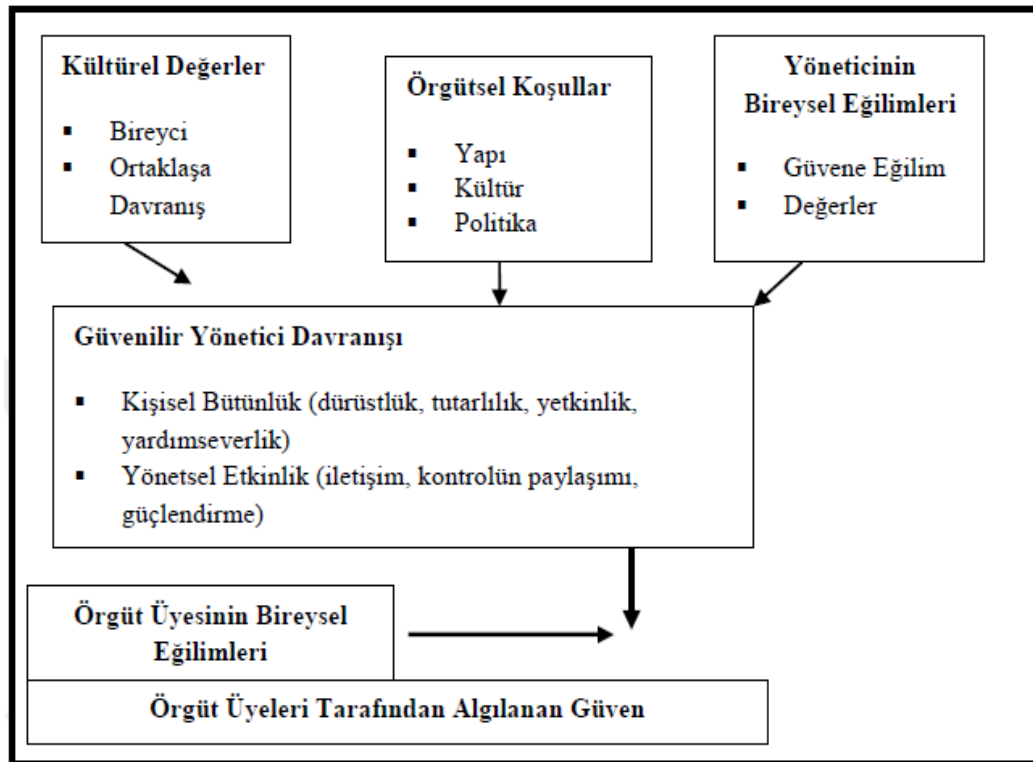 Kültürel Değerler
▪ Bireyci
▪ Ortaklaşa
Davranış
Örgütsel Koşullar
▪ Yapı
▪ Kültür
▪ Politika
Yöneticinin
Bireysel Eğilimleri
▪ Güvene Eğilim
▪ Değerler
Güvenilir Yönetici Davranışı
▪ Kişisel Bütünlük (dürüstlük, tutarlılık, yetkinlik,
yardımseverlik)
▪ Yönetsel Etkinlik (iletişim, kontrolün paylaşımı,
güçlendirme)
Örgüt Üyesinin Bireysel
Eğilimleri
Örgüt Üyeleri Tarafından Algılanan Güven